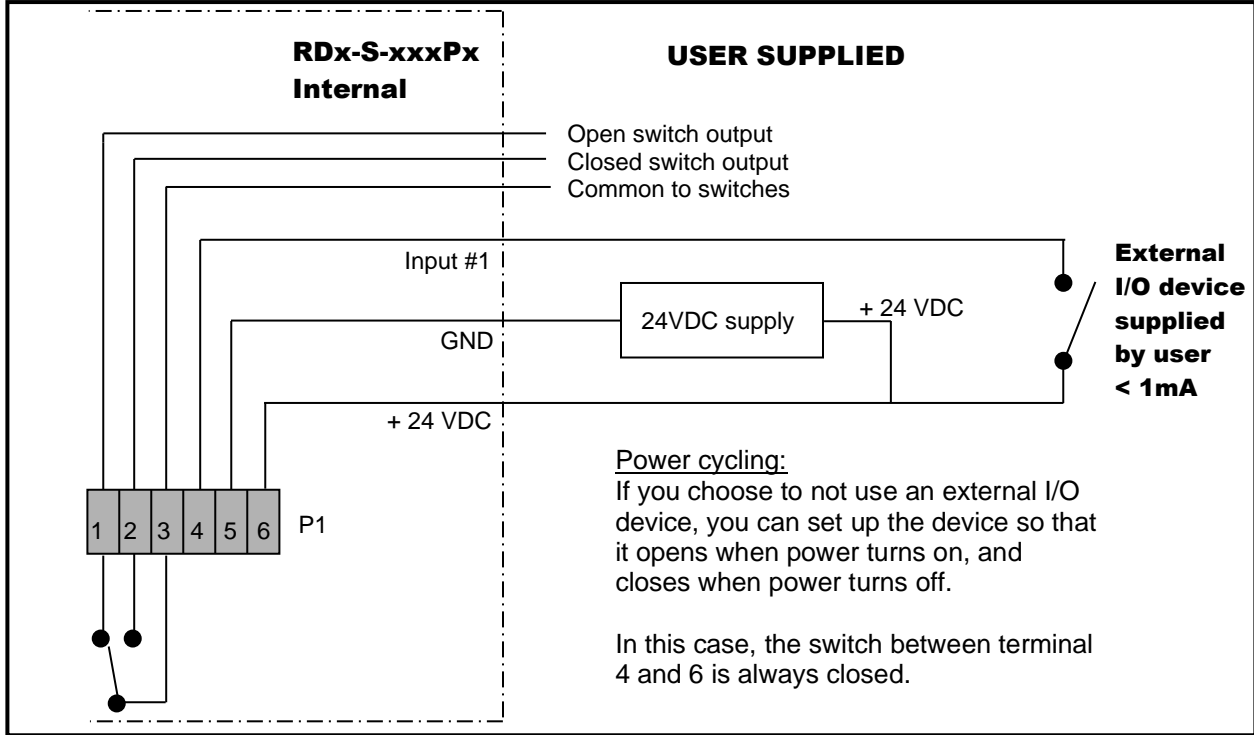 RDx-S-xxxPx
Internal
USER SUPPLIED
Open switch output
Closed switch output
Common to switches
Input #1
External
I/O device
supplied
by user
< 1mA
24VDC supply
+ 24 VDC
GND
+ 24 VDC
Power cycling:
If you choose to not use an external I/O
device, you can set up the device so that
it opens when power turns on, and
closes when power turns off.
In this case, the switch between terminal
4 and 6 is always closed.
1 2 3 4 5 6 P1